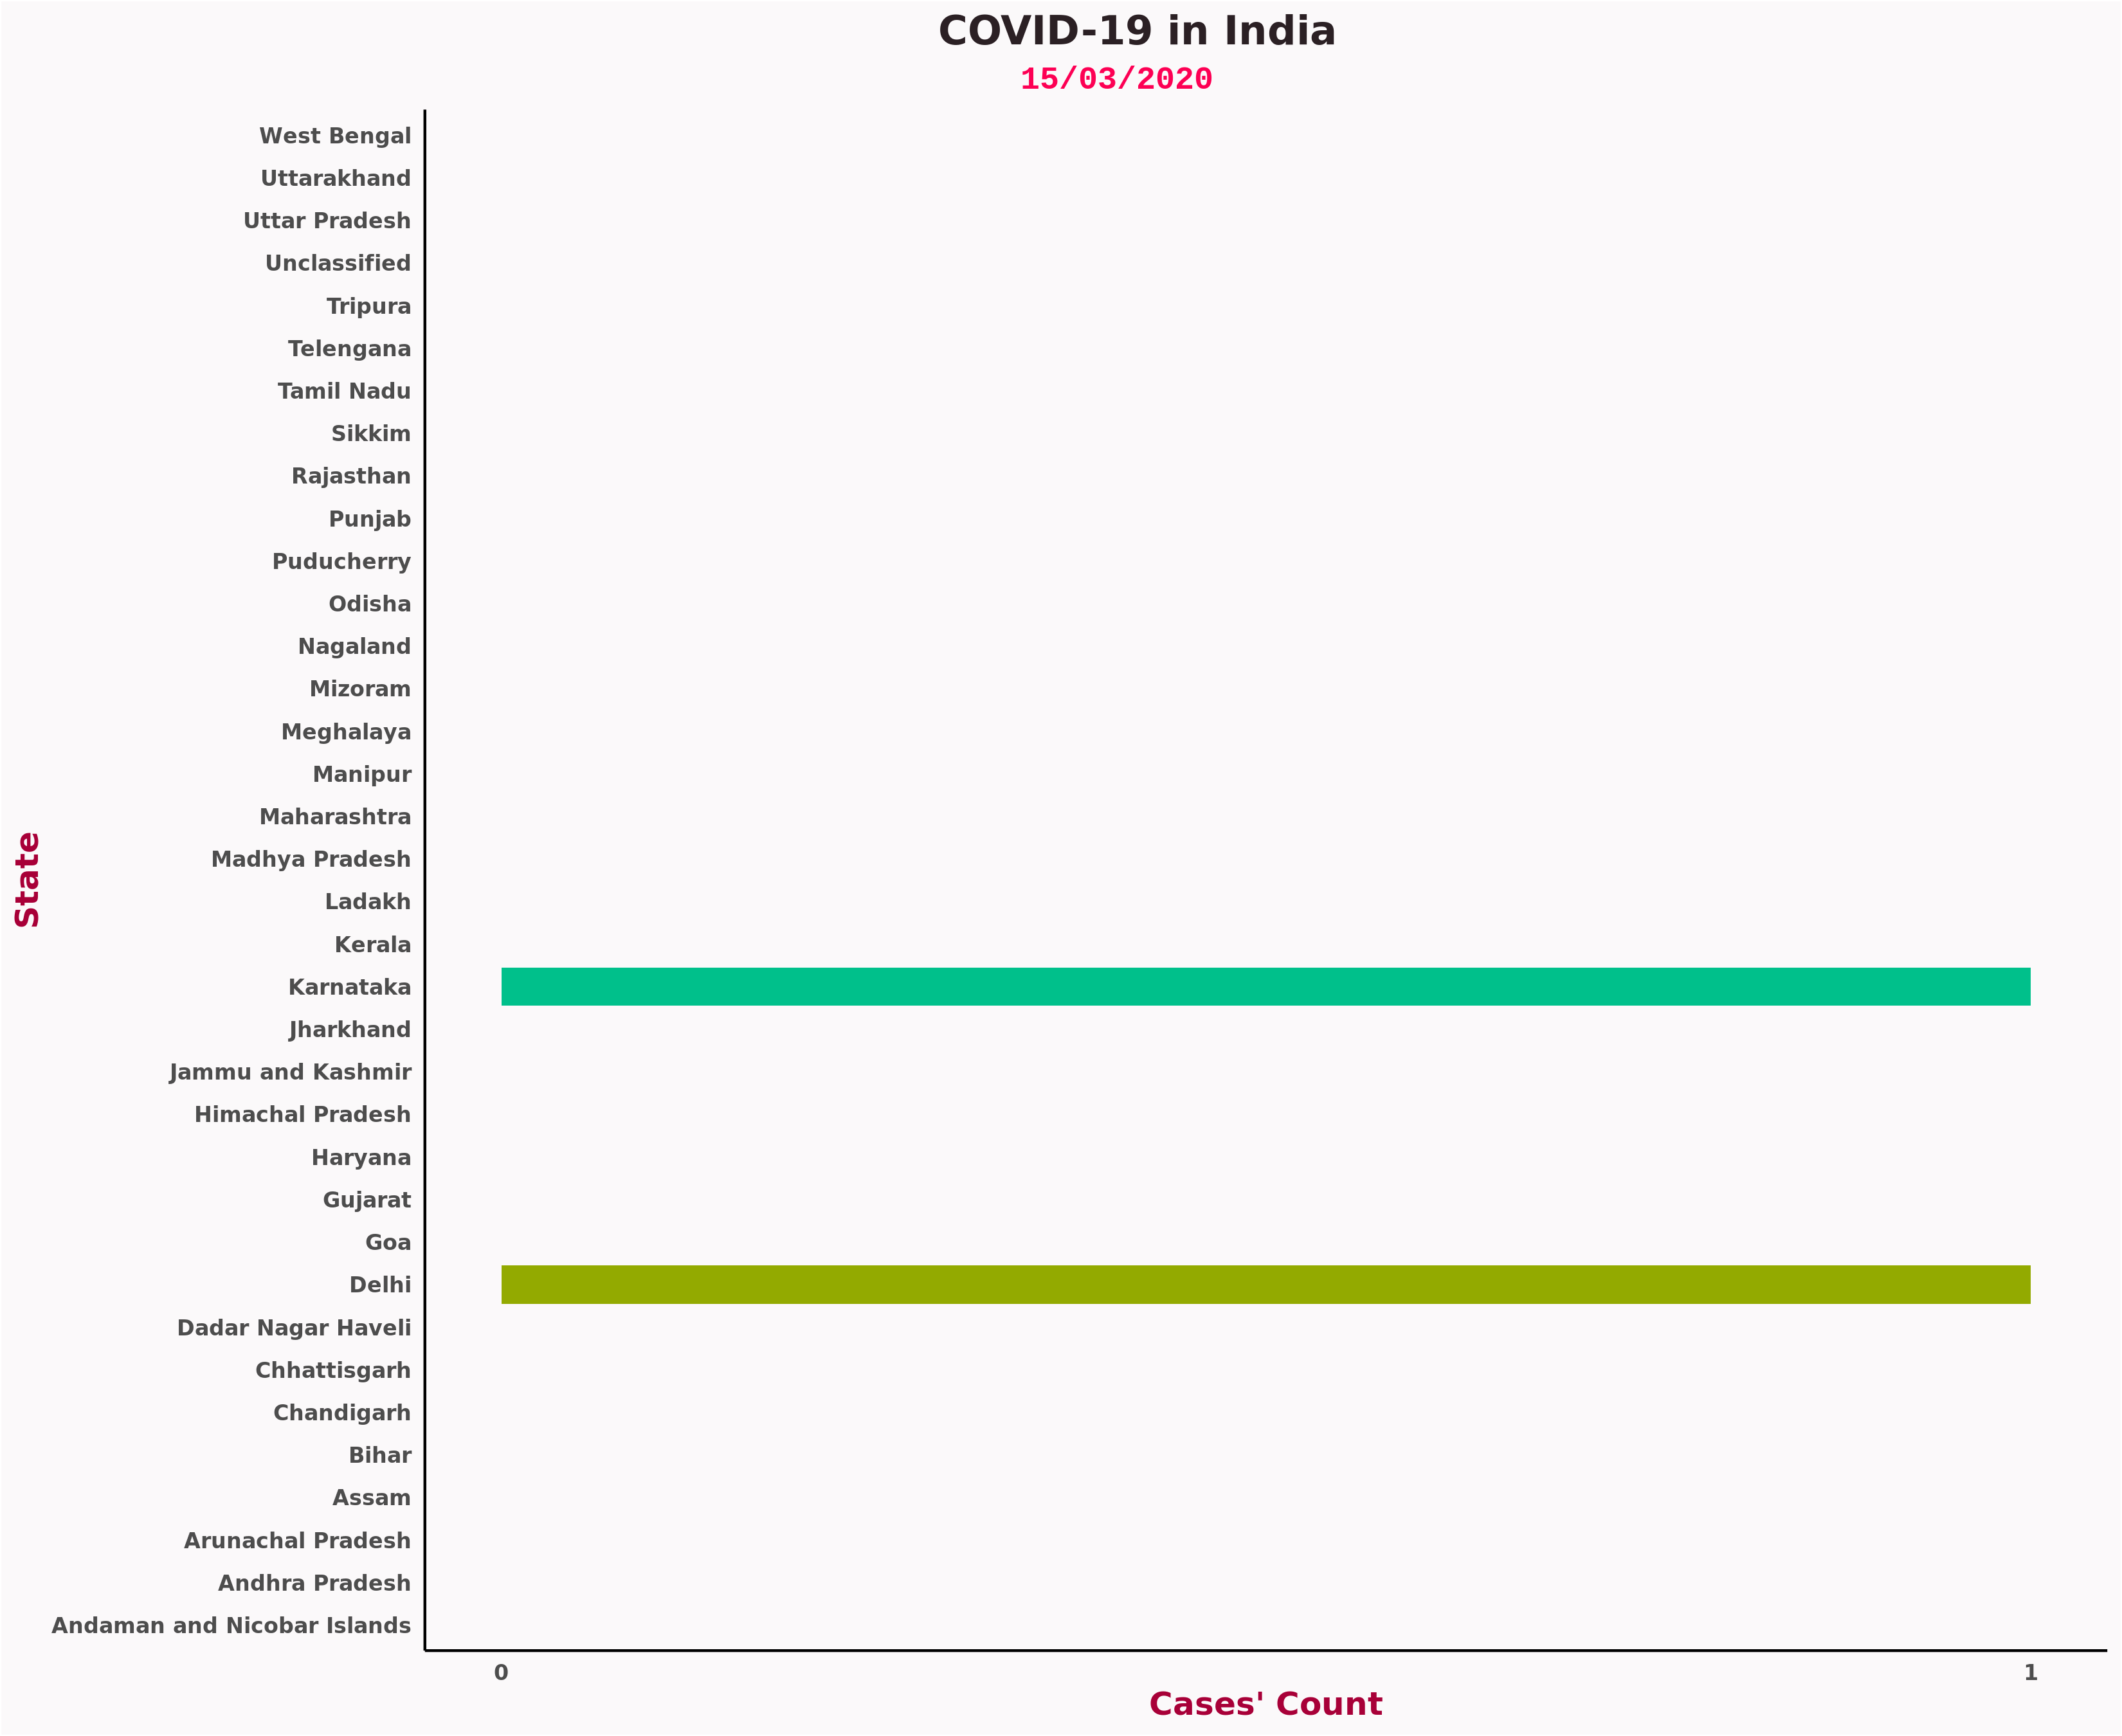 COVID-19 in India
15/03/2020
West Bengal
Uttarakhand
Uttar Pradesh
Unclassified
Tripura
Telengana
Tamil Nadu
Sikkim
Rajasthan
Punjab
Puducherry
Odisha
Nagaland
Mizoram
Meghalaya
Manipur
Maharashtra
Madhya Pradesh
Ladakh
Kerala
Karnataka
Jharkhand
Jammu and Kashmir
Himachal Pradesh
Haryana
Gujarat
Goa
Delhi
Dadar Nagar Haveli
Chhattisgarh
Chandigarh
Bihar
Assam
Arunachal Pradesh
Andhra Pradesh
Andaman and Nicobar Islands
State
0 1
Cases' Count